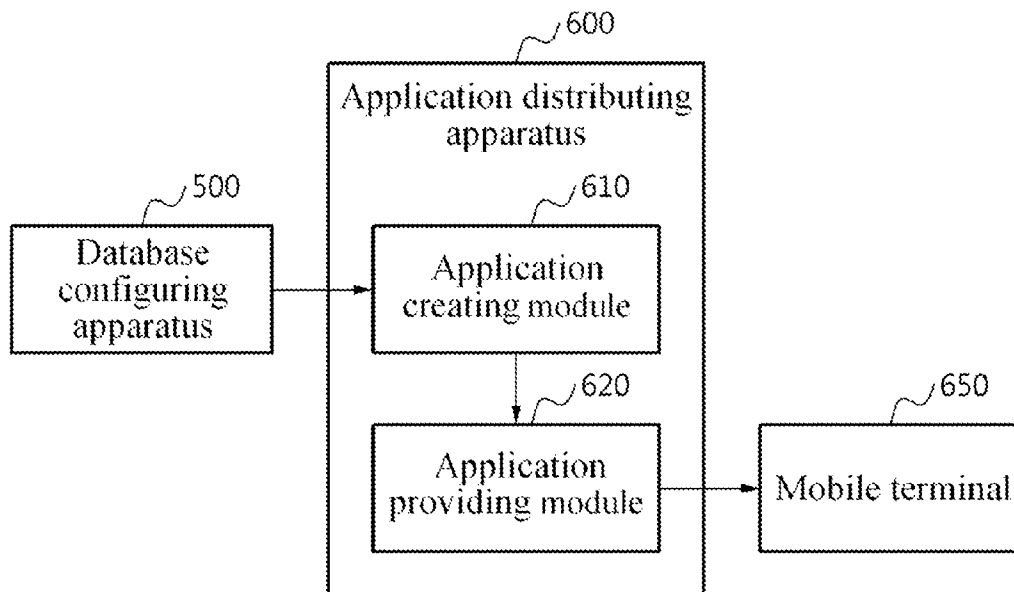 600
Application distributing
apparatus
500
610
Database
configuring
apparatus
Application
creating module
620
650
Application
providing module
Mobile terminal